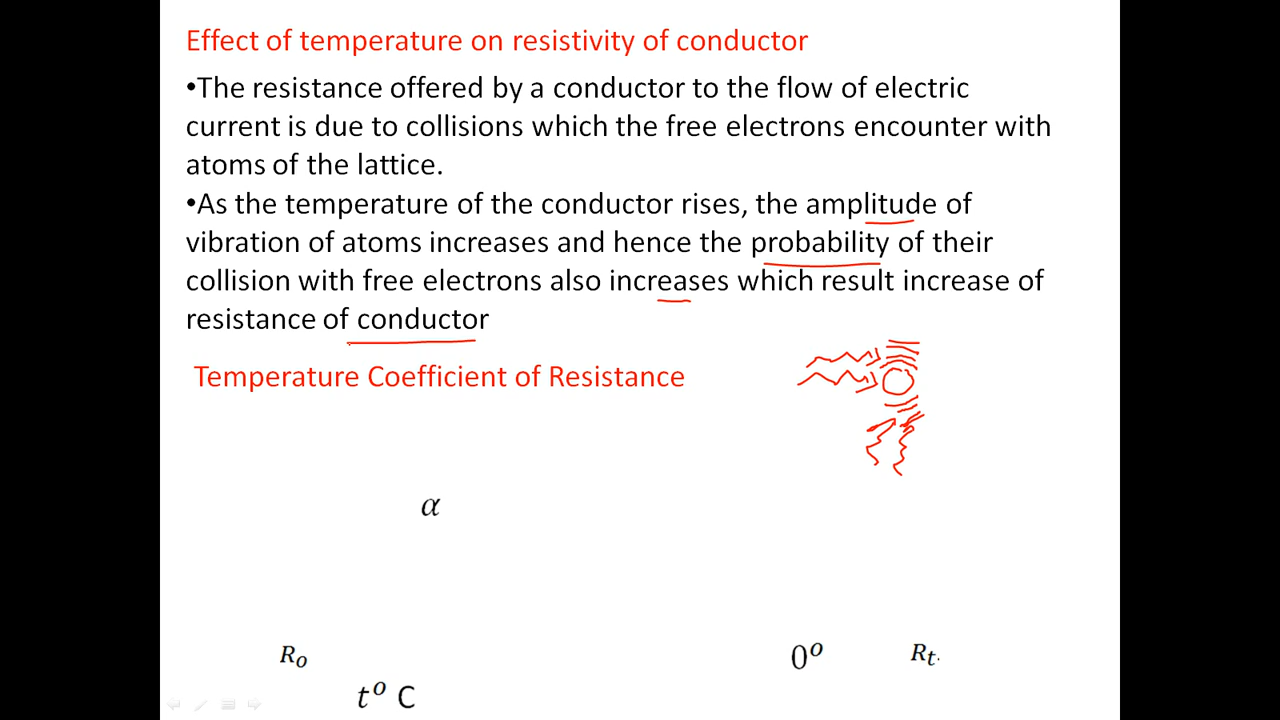 Effect of temperature on resistivity of conductor
•The resistance offered by a conductor to the flow of electric
current is due to collisions which the free electrons encounter with
atoms of the lattice.
•As the temperature of the conductor rises, the amplitude of
vibration of atoms increases and hence the probability of their
collision with free electrons also increases which result increase of
resistance of conductor
Temperature Coefficient of Resistance
α
Rₒ 0ᵒ Rₜ.
tᵒ C